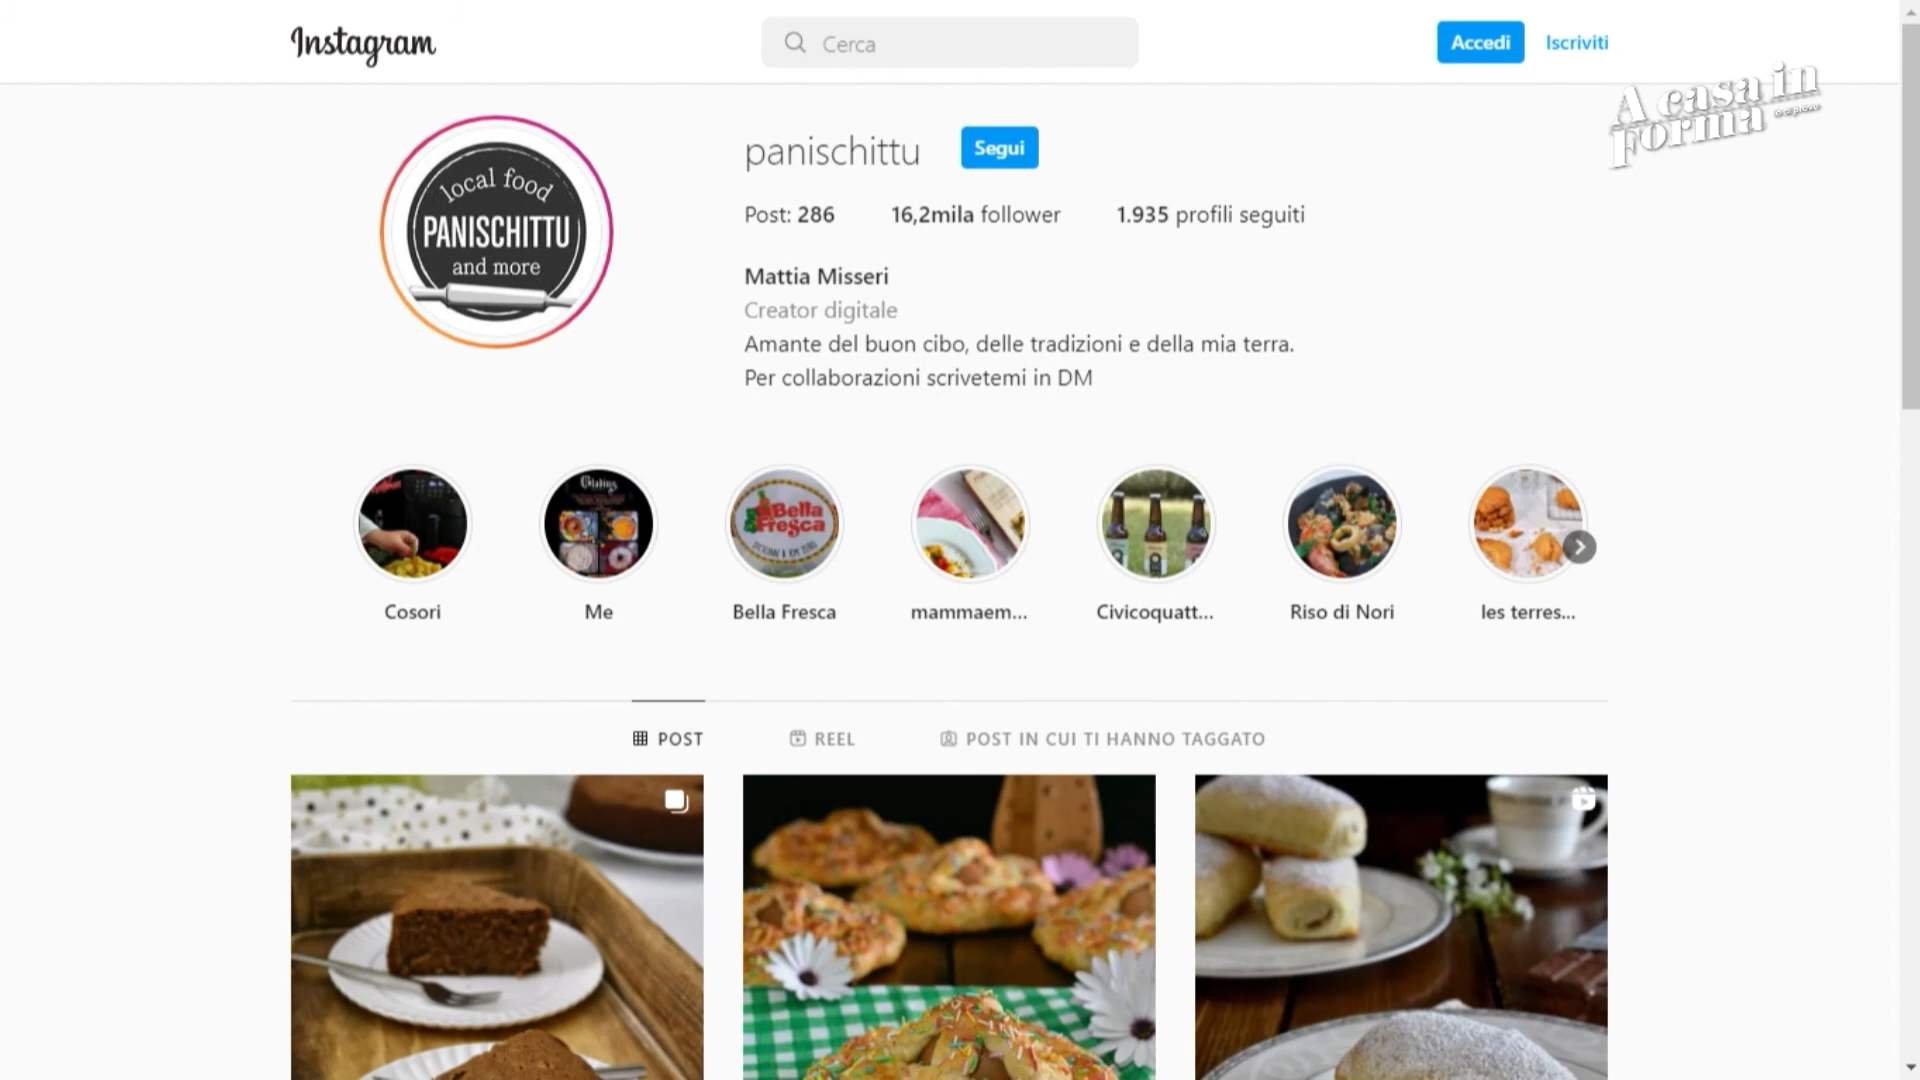 Instagram
Cerca
Accedi
Iscriviti
A casa in
Forma
e ci provo
local food
PANISCHITTU
and more
panischittu
Segui
Post: 286
16,2mila follower
1.935 profili seguiti
Mattia Misseri
Creator digitale
Amante del buon cibo, delle tradizioni e della mia terra.
Per collaborazioni scrivetemi in DM
Bella
Fresca
Cosori
Me
Bella Fresca
mammaem...
Civicoquatt...
Riso di Nori
les terres...
POST
REEL
POST IN CUI TI HANNO TAGGATO